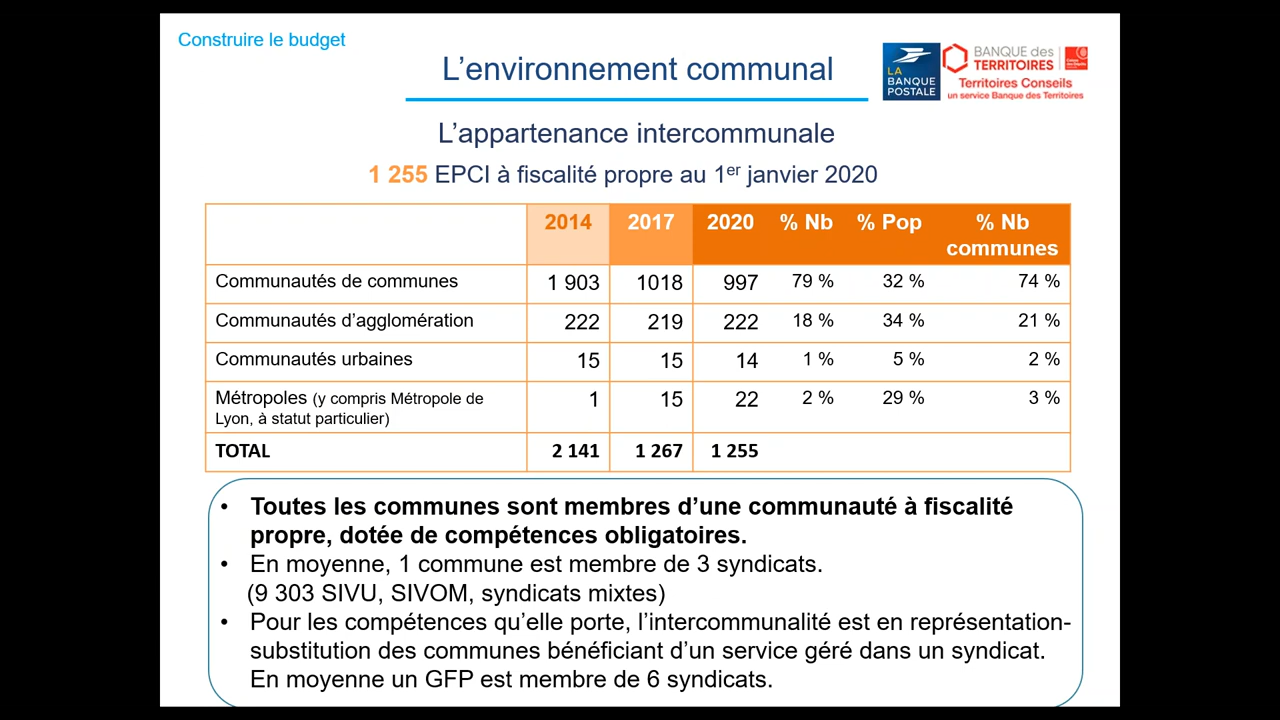 Construire le budget
L'environnement communal
LA
BANQUE
POSTALE
BANQUE des
TERRITOIRES
Territoires Conseils
un service Banque des Territoires
L'appartenance intercommunale
1 255 EPCI à fiscalité propre au 1er janvier 2020
2014 2017 2020 % Nb % Pop % Nb
communes
Communautés de communes 1 903 1018 997 79 % 32 % 74 %
Communautés d'agglomération 222 219 222 18 % 34 % 21 %
Communautés urbaines 15 15 14 1 % 5 % 2 %
Métropoles (y compris Métropole de 1 15 22 2 % 29 % 3 %
Lyon, à statut particulier)
TOTAL 2 141 1 267 1 255
• Toutes les communes sont membres d'une communauté à fiscalité
propre, dotée de compétences obligatoires.
• En moyenne, 1 commune est membre de 3 syndicats.
(9 303 SIVU, SIVOM, syndicats mixtes)
• Pour les compétences qu'elle porte, l'intercommunalité est en représentation-
substitution des communes bénéficiant d'un service géré dans un syndicat.
En moyenne un GFP est membre de 6 syndicats.